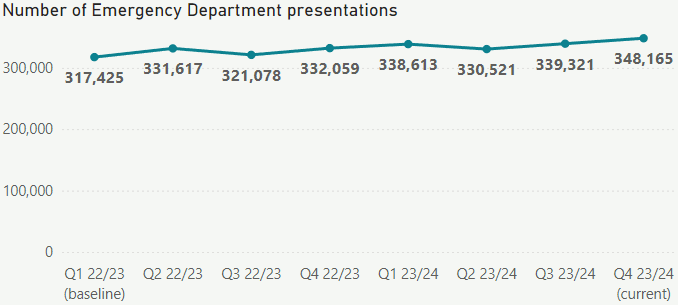 Number of Emergency Department presentations
300,000
200,000
100,000
0
317,425
331,617
321,078
332,059
338,613
330,521
339,321
348,165
Q1 22/23
(baseline)
Q2 22/23
Q3 22/23
Q4 22/23
Q1 23/24
Q2 23/24
Q3 23/24
Q4 23/24
(current)